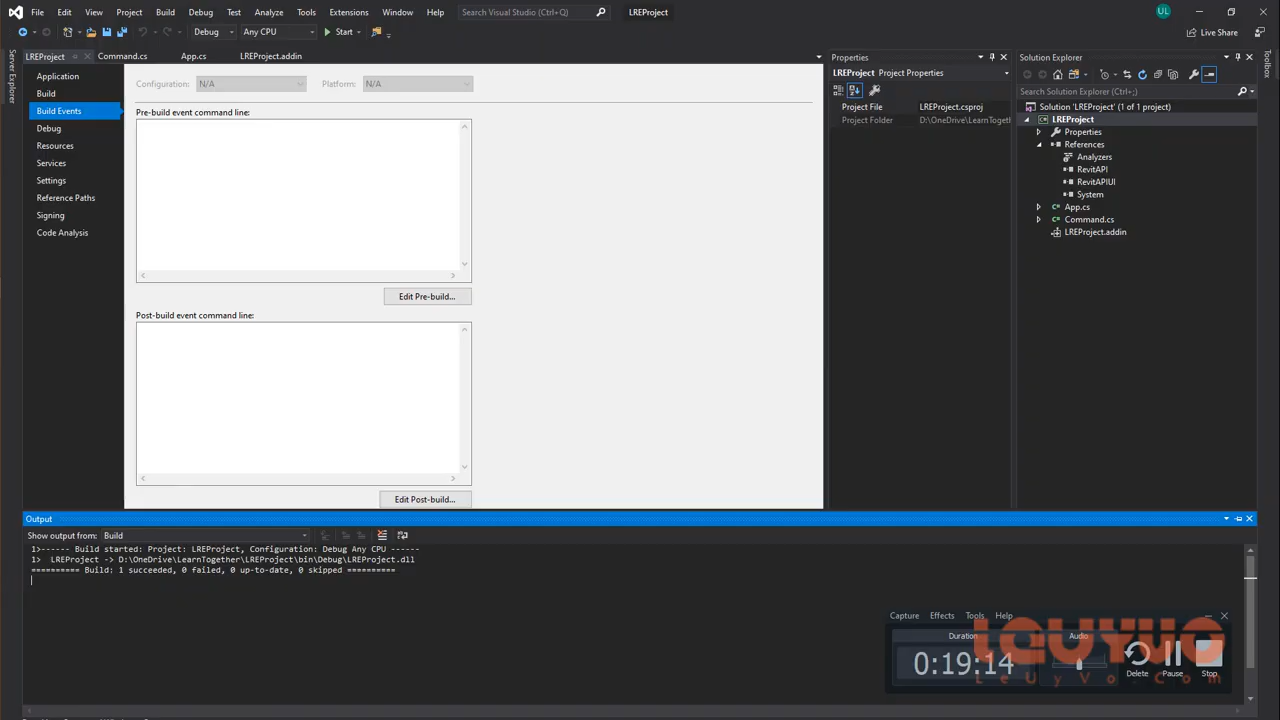 File Edit View Project Build Debug Test Analyze Tools Extensions Window Help Search Visual Studio (Ctrl+Q) LREProject UL
Debug Any CPU Start Live Share
Server Explorer
Toolbox
LREProject Command.cs App.cs LREProject.addin
Application
Build
Build Events
Debug
Resources
Services
Settings
Reference Paths
Signing
Code Analysis
Configuration: N/A Platform: N/A
Pre-build event command line:
Edit Pre-build...
Post-build event command line:
Edit Post-build...
Properties
LREProject Project Properties
Project File LREProject.csproj
Project Folder D:\OneDrive\LearnTogeth
Solution Explorer
Search Solution Explorer (Ctrl+;)
Solution 'LREProject' (1 of 1 project)
LREProject
Properties
References
Analyzers
RevitAPI
RevitAPIUI
System
App.cs
Command.cs
LREProject.addin
Output
Show output from: Build
1>------ Build started: Project: LREProject, Configuration: Debug Any CPU ------
1> LREProject -> D:\OneDrive\LearnTogether\LREProject\bin\Debug\LREProject.dll
========== Build: 1 succeeded, 0 failed, 0 up-to-date, 0 skipped ==========
Capture Effects Tools Help
Duration Audio
0:19:14
Delete Pause Stop
LeUyVo.Com